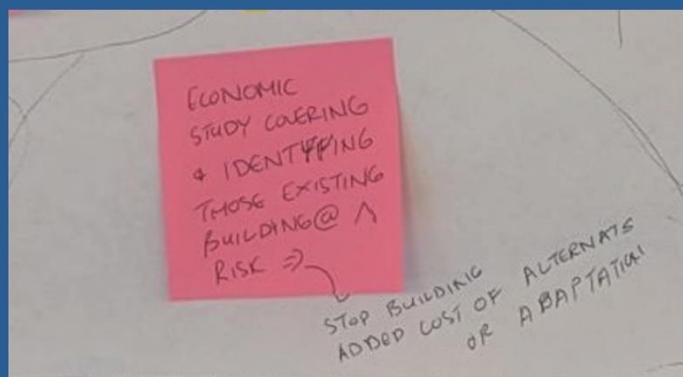 ECONOMIC
STUDY COVERING
& IDENTIFYING
THOSE EXISTING
BUILDING @ ^
RISK ⇒
STOP BUILDING
ADDED COST OF ALTERNATS
OR ADAPTATION